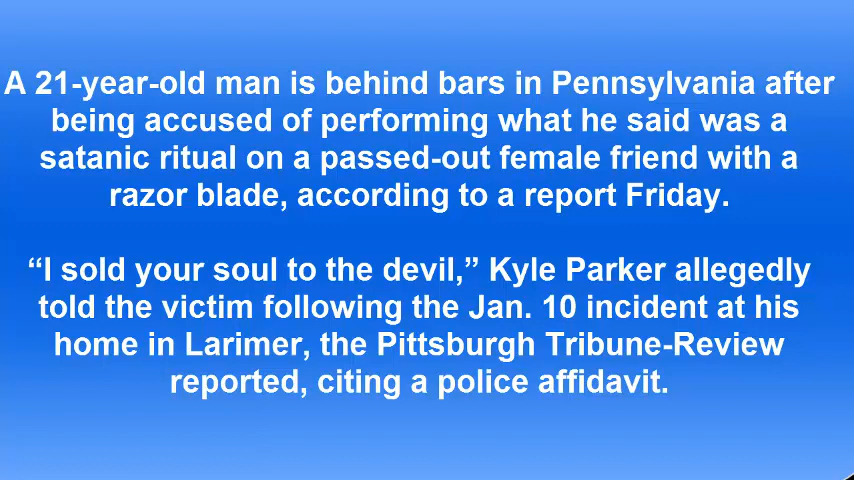 A 21-year-old man is behind bars in Pennsylvania after
being accused of performing what he said was a
satanic ritual on a passed-out female friend with a
razor blade, according to a report Friday.
“I sold your soul to the devil,” Kyle Parker allegedly
told the victim following the Jan. 10 incident at his
home in Larimer, the Pittsburgh Tribune-Review
reported, citing a police affidavit.